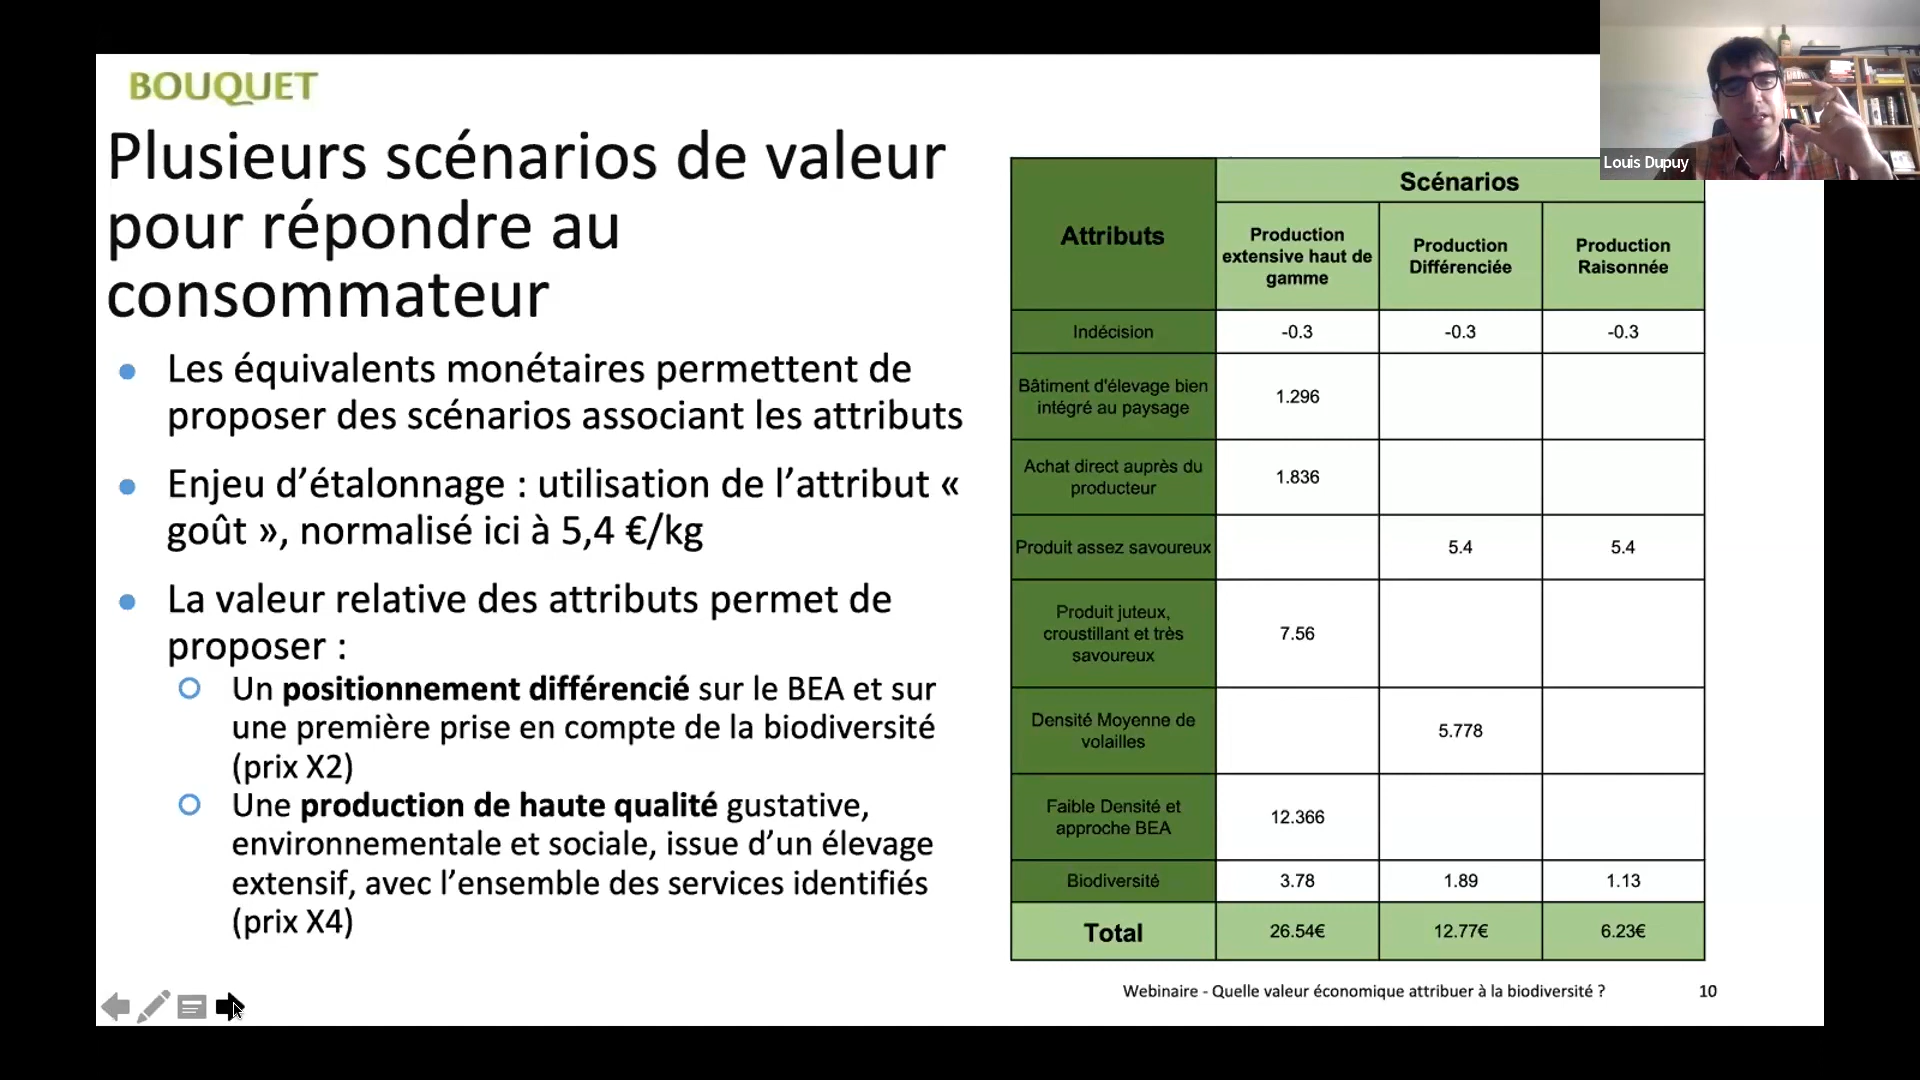 BOUQUET
Plusieurs scénarios de valeur
pour répondre au
consommateur
Les équivalents monétaires permettent de
proposer des scénarios associant les attributs
Enjeu d’étalonnage : utilisation de l’attribut «
goût », normalisé ici à 5,4 €/kg
La valeur relative des attributs permet de
proposer :
Un positionnement différencié sur le BEA et sur
une première prise en compte de la biodiversité
(prix X2)
Une production de haute qualité gustative,
environnementale et sociale, issue d’un élevage
extensif, avec l’ensemble des services identifiés
(prix X4)
Louis Dupuy
Attributs
Scénarios
Production
extensive haut de
gamme
Production
Différenciée
Production
Raisonnée
Indécision -0.3 -0.3 -0.3
Bâtiment d'élevage bien
intégré au paysage
1.296
Achat direct auprès du
producteur
1.836
Produit assez savoureux 5.4 5.4
Produit juteux,
croustillant et très
savoureux
7.56
Densité Moyenne de
volailles
5.778
Faible Densité et
approche BEA
12.366
Biodiversité 3.78 1.89 1.13
Total 26.54€ 12.77€ 6.23€
Webinaire - Quelle valeur économique attribuer à la biodiversité ? 10